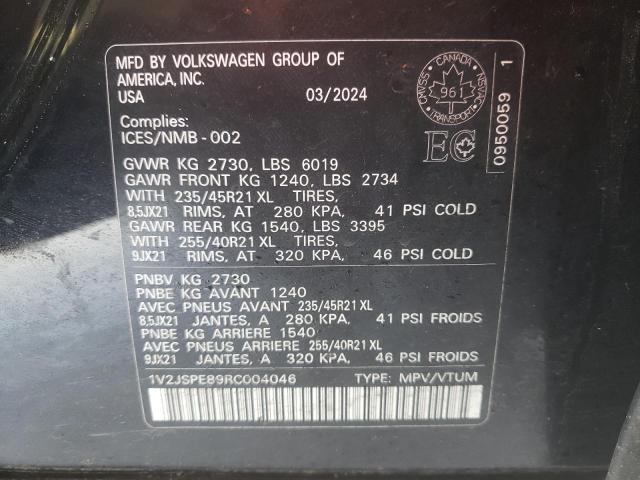 MFD BY VOLKSWAGEN GROUP OF
AMERICA, INC.
USA 03/2024
Complies:
ICES/NMB-002
CANADA
CMVSS NSVAC
961
TRANSPORT
EC
0950059 1
GVWR KG 2730, LBS 6019
GAWR FRONT KG 1240, LBS 2734
WITH 235/45R21 XL TIRES,
8,5JX21 RIMS, AT 280 KPA, 41 PSI COLD
GAWR REAR KG 1540, LBS 3395
WITH 255/40R21 XL TIRES,
9JX21 RIMS, AT 320 KPA, 46 PSI COLD
PNBV KG 2730
PNBE KG AVANT 1240
AVEC PNEUS AVANT 235/45R21 XL
8,5JX21 JANTES, A 280 KPA, 41 PSI FROIDS
PNBE KG ARRIERE 1540
AVEC PNEUS ARRIERE 255/40R21 XL
9JX21 JANTES, A 320 KPA, 46 PSI FROIDS
1V2JSPE89RC004046 TYPE: MPV/VTUM